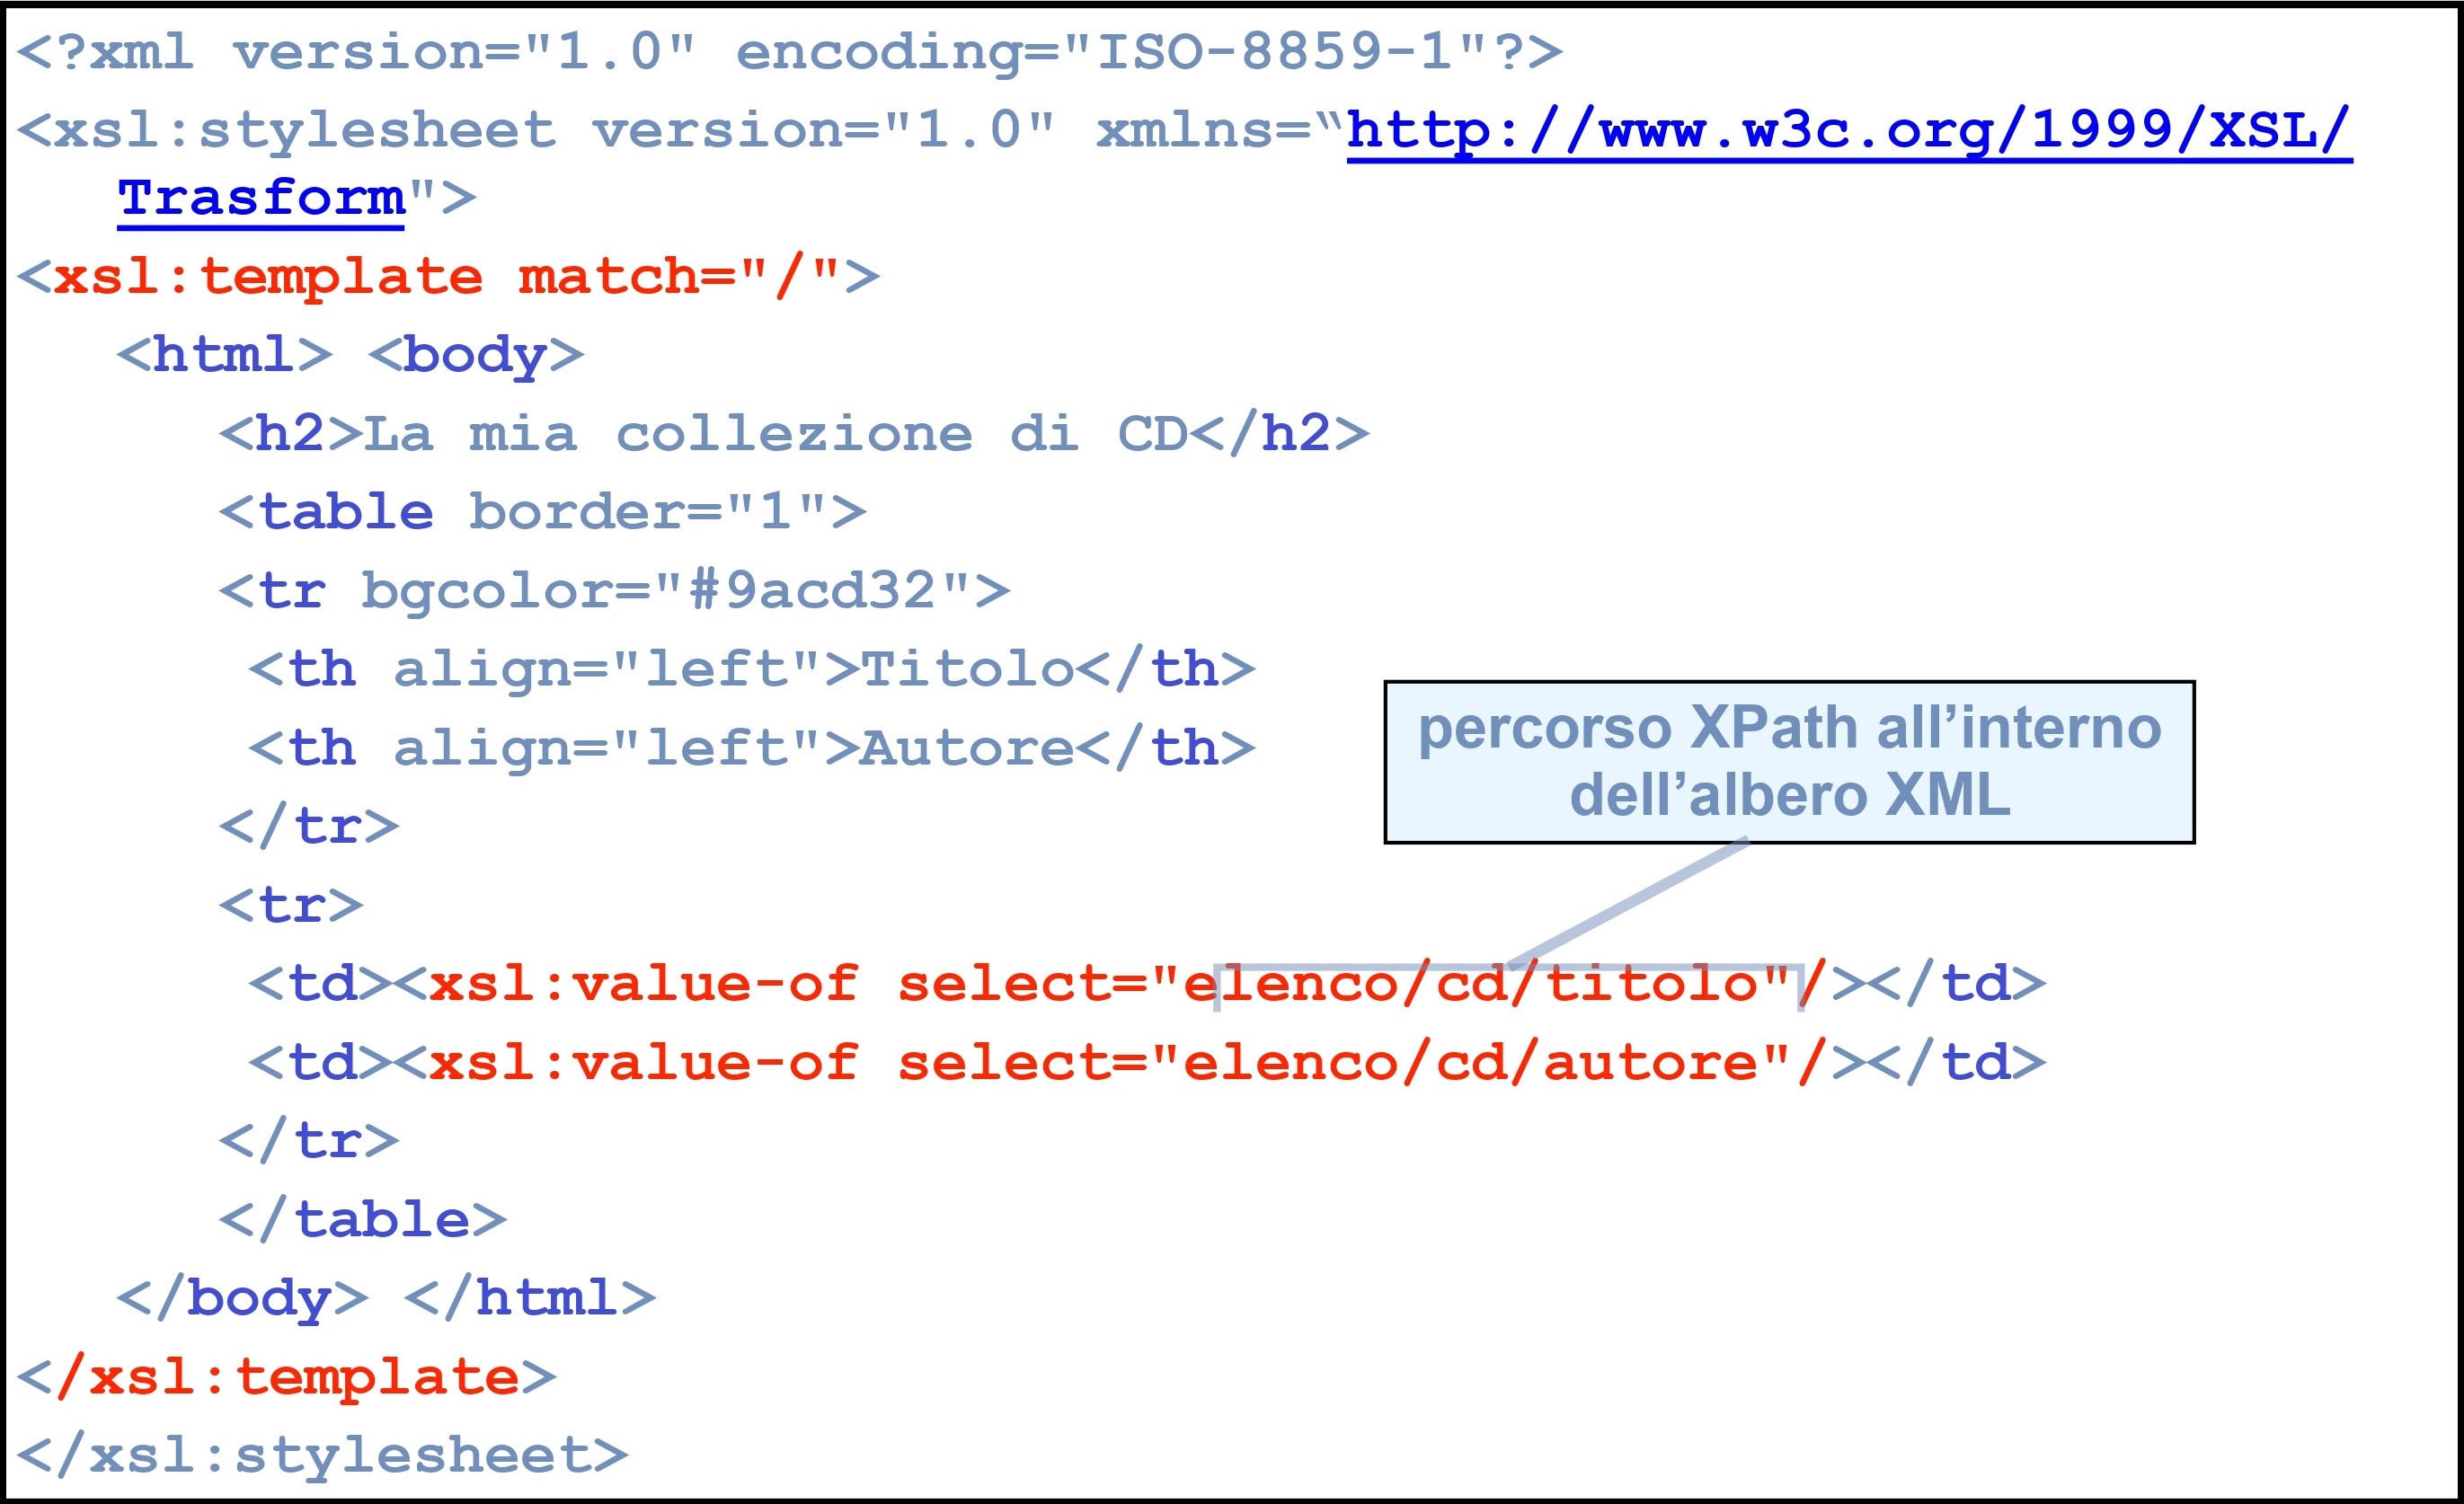 <?xml version="1.0" encoding="ISO-8859-1"?>
<xsl:stylesheet version="1.0" xmlns=“http://www.w3c.org/1999/XSL/
Trasform">
<xsl:template match="/">
<html> <body>
<h2>La mia collezione di CD</h2>
<table border="1">
<tr bgcolor="#9acd32">
<th align="left">Titolo</th>
<th align="left">Autore</th>
percorso XPath all’interno
dell’albero XML
</tr>
<tr>
<td><xsl:value-of select="elenco/cd/titolo"/></td>
<td><xsl:value-of select="elenco/cd/autore"/></td>
</tr>
</table>
</body> </html>
</xsl:template>
</xsl:stylesheet>